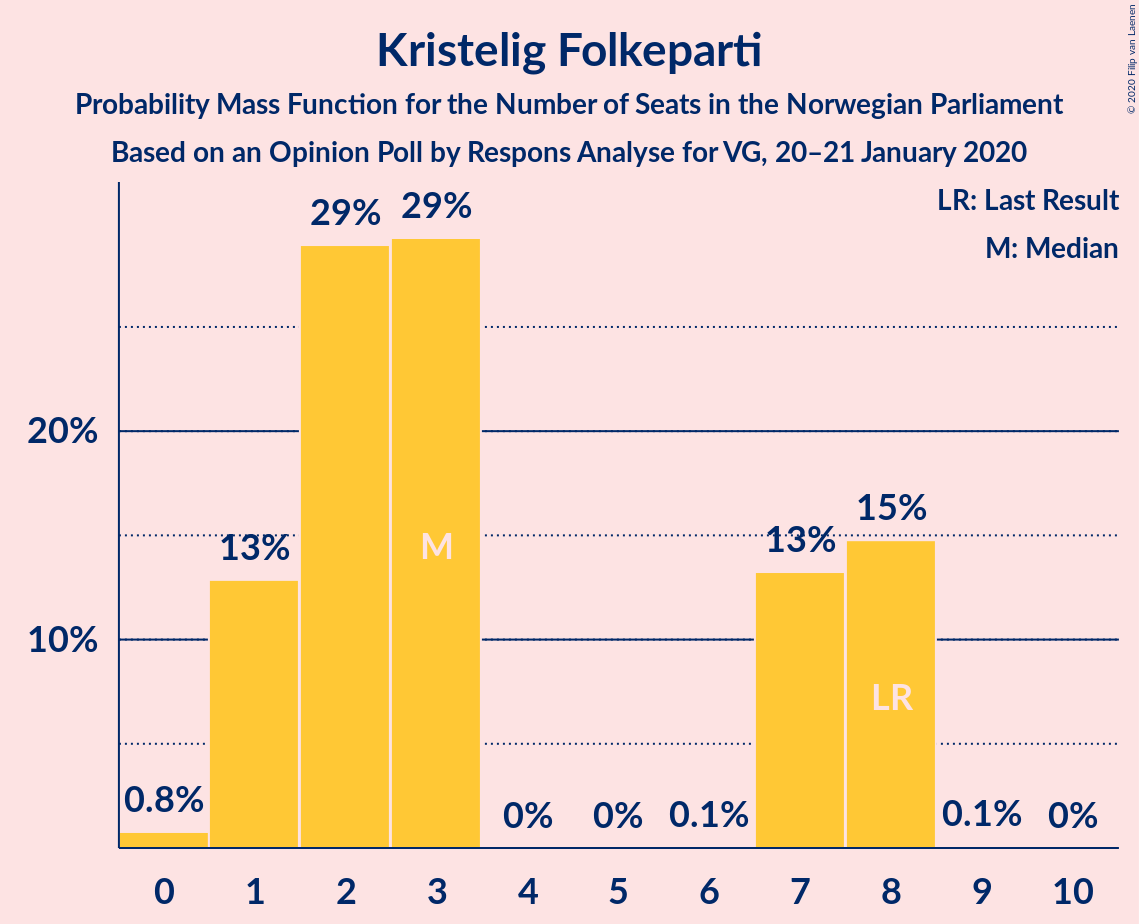 Kristelig Folkeparti
Probability Mass Function for the Number of Seats in the Norwegian Parliament
Based on an Opinion Poll by Respons Analyse for VG, 20–21 January 2020
© 2020 Filip van Laenen
LR: Last Result
M: Median
29% 29%
20%
15%
13% 13%
M
10%
LR
0.8% 0% 0% 0.1% 0.1% 0%
0 1 2 3 4 5 6 7 8 9 10